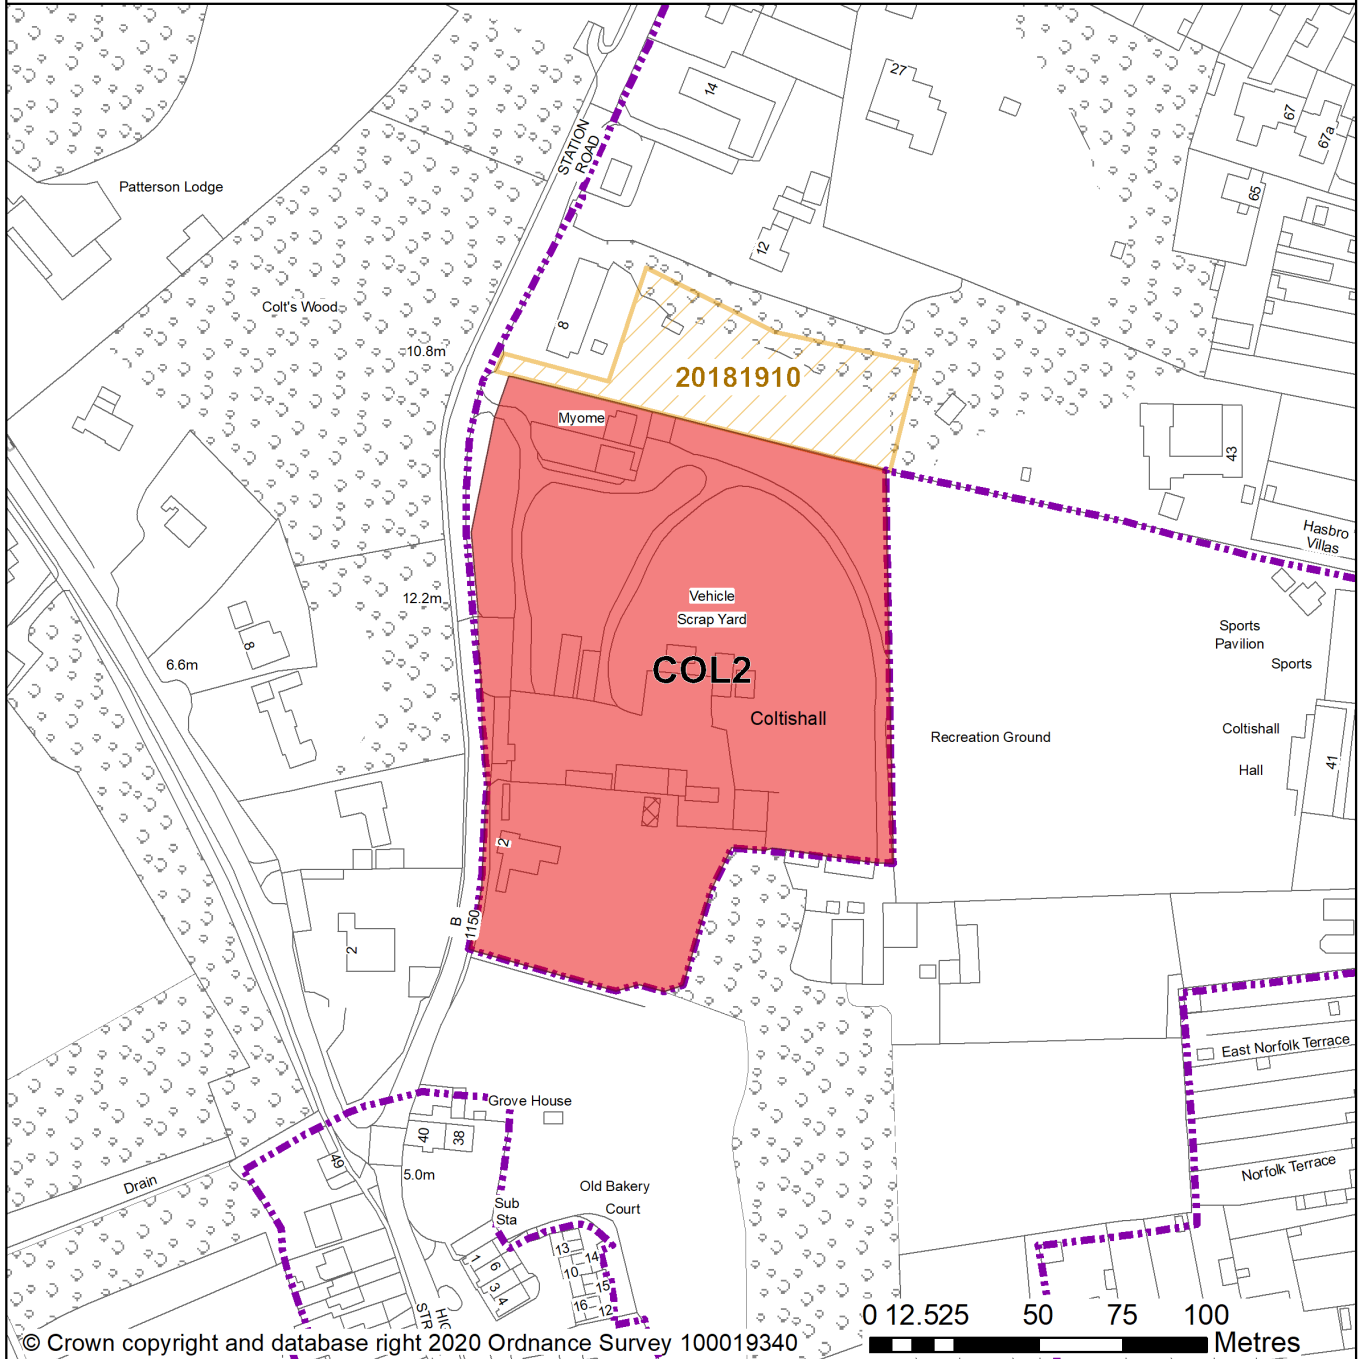 14
27
67
67a
STATION
ROAD
Patterson Lodge
65
12
Colt's Wood
8
10.8m
20181910
Myome
43
Hasbro
Villas
12.2m
Vehicle
Scrap Yard
Sports
Pavilion
8
6.6m
COL2
Sports
Coltishall
Coltishall
Recreation Ground
Hall
41
2
B
1150
2
East Norfolk Terrace
Grove House
40
38
49
5.0m
Norfolk Terrace
Drain
Old Bakery
Court
Sub
Sta
13
14
1
6
10
3
15
4
16
12
HIG
STR
0 12.525 50 75 100
Metres
© Crown copyright and database right 2020 Ordnance Survey 100019340